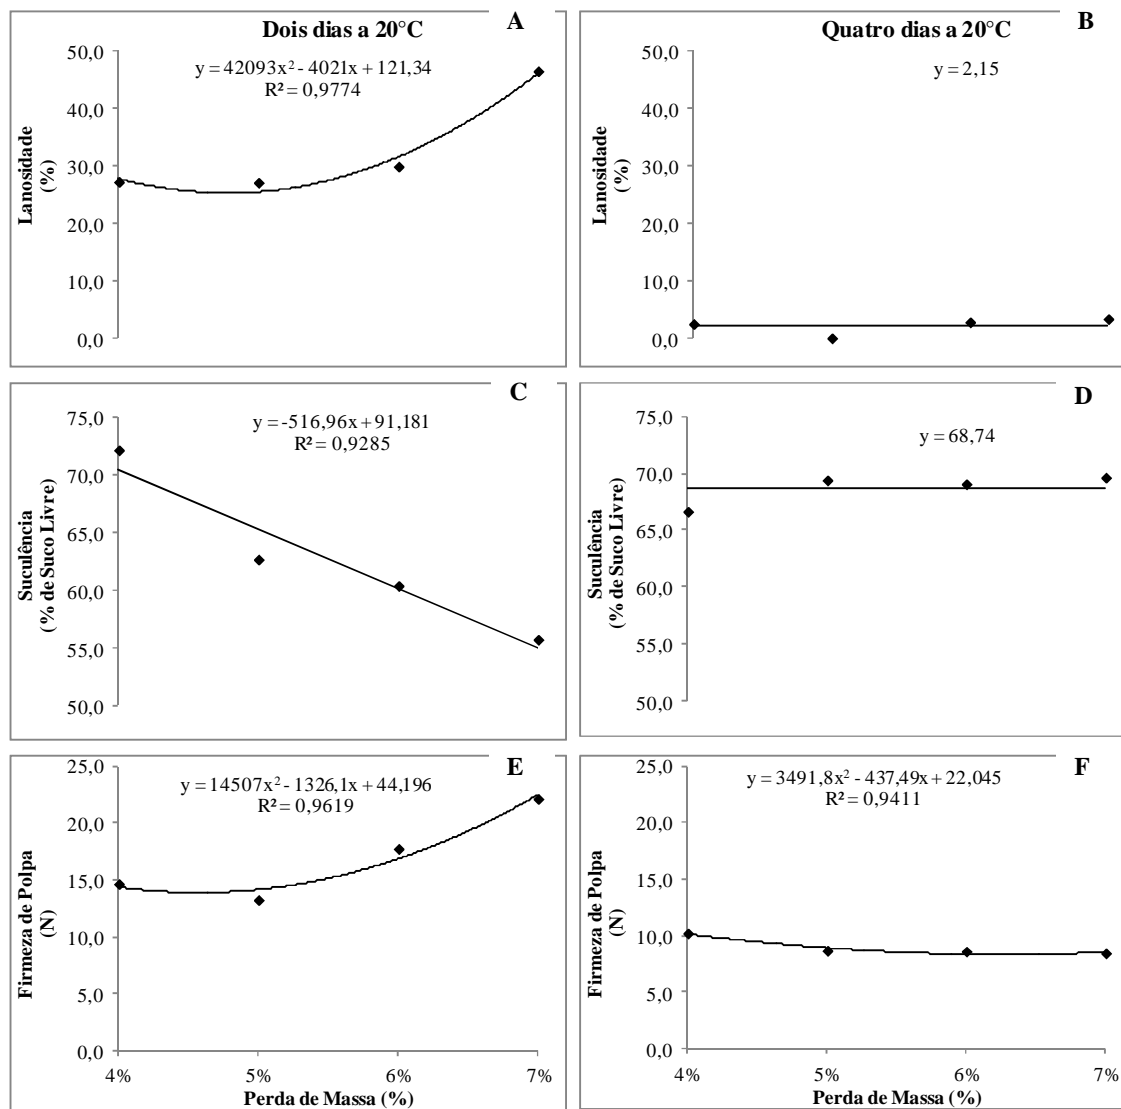 Dois dias a 20°C
A
y = 42093x² - 4021x + 121,34
R² = 0,9774
Lanosidade
(%)
50,0
40,0
30,0
20,0
10,0
0,0
Quatro dias a 20°C
B
y = 2,15
Lanosidade
(%)
50,0
40,0
30,0
20,0
10,0
0,0
C
y = -516,96x + 91,181
R² = 0,9285
Suculência
(% de Suco Livre)
75,0
70,0
65,0
60,0
55,0
50,0
D
y = 68,74
Suculência
(% de Suco Livre)
75,0
70,0
65,0
60,0
55,0
50,0
E
y = 14507x² - 1326,1x + 44,196
R² = 0,9619
Firmeza de Polpa
(N)
25,0
20,0
15,0
10,0
5,0
0,0
4% 5% 6% 7%
Perda de Massa (%)
F
y = 3491,8x² - 437,49x + 22,045
R² = 0,9411
Firmeza de Polpa
(N)
25,0
20,0
15,0
10,0
5,0
0,0
4% 5% 6% 7%
Perda de Massa (%)